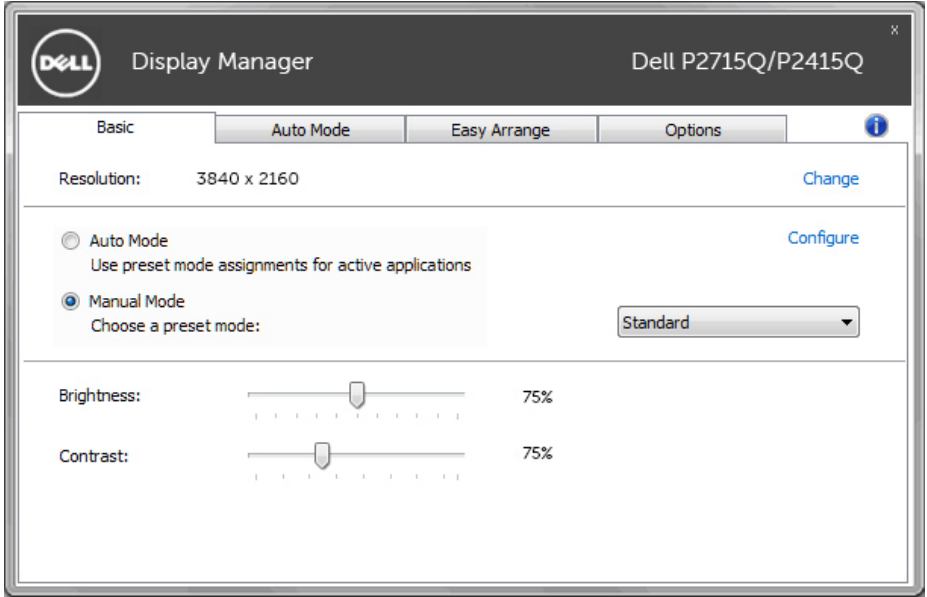 DELL
Display Manager
Dell P2715Q/P2415Q
x
Basic
Auto Mode
Easy Arrange
Options
i
Resolution: 3840 x 2160 Change
Auto Mode Configure
Use preset mode assignments for active applications
Manual Mode
Choose a preset mode: Standard
Brightness: 75%
Contrast: 75%